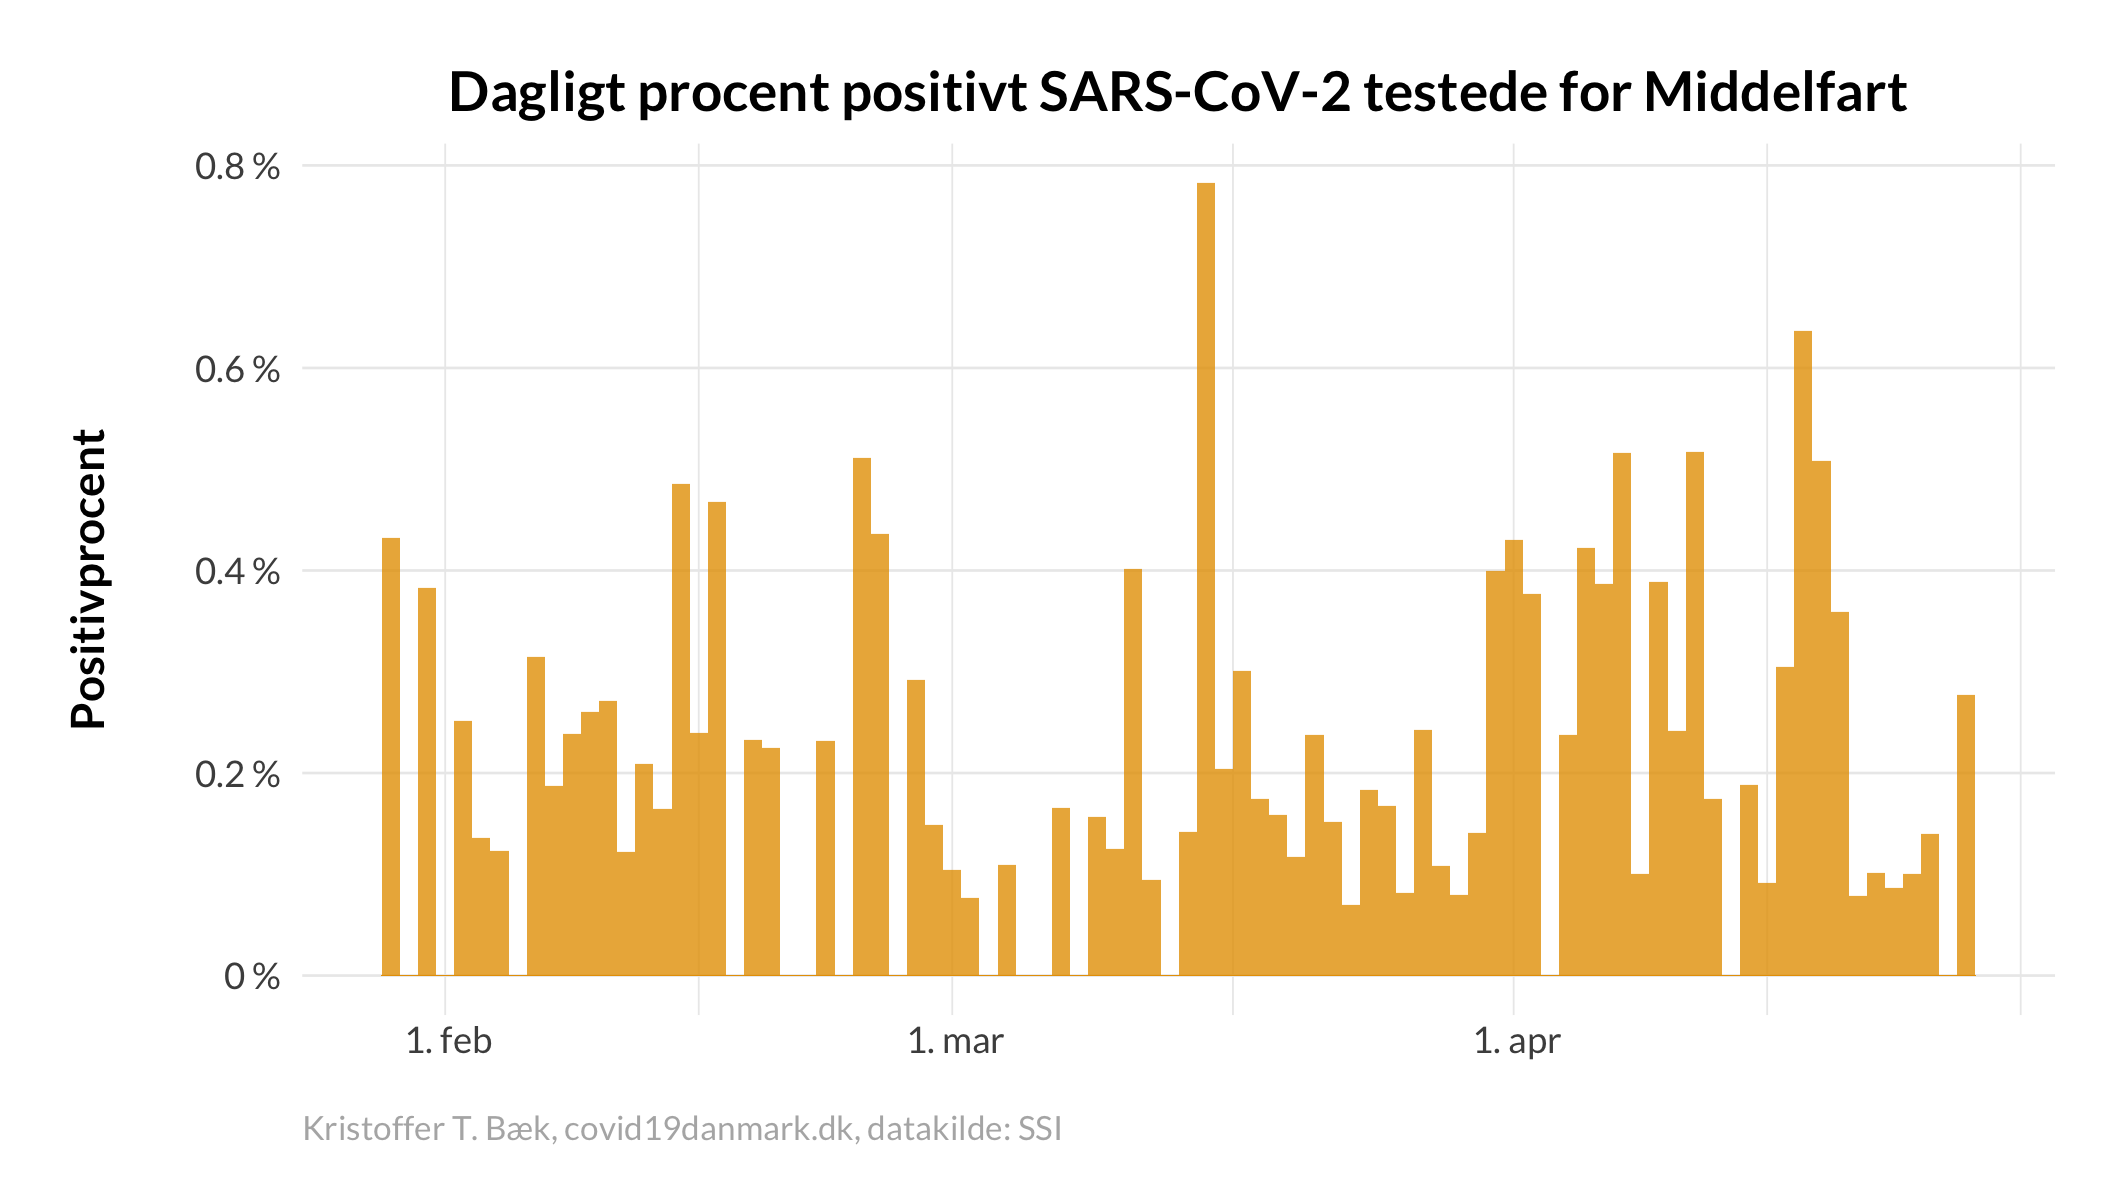 Dagligt procent positivt SARS-CoV-2 testede for Middelfart
Positivprocent
0.8 %
0.6 %
0.4 %
0.2 %
0 %
1. feb
1. mar
1. apr
Kristoffer T. Bæk, covid19danmark.dk, datakilde: SSI